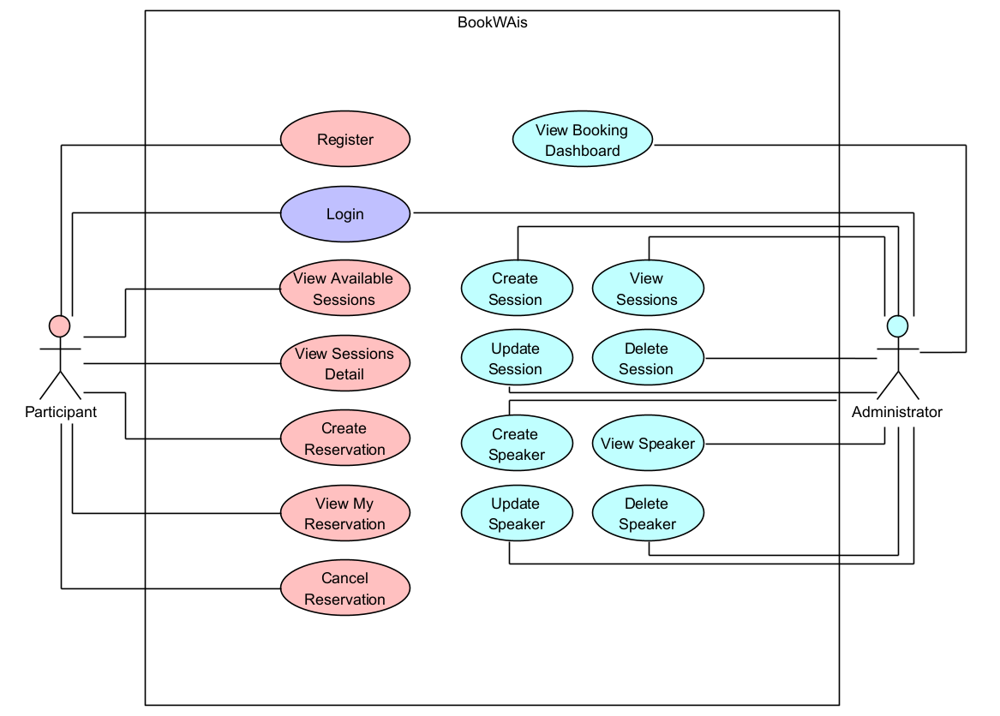 BookWAis
Register
View Booking
Dashboard
Login
View Available
Sessions
Create
Session
View
Sessions
View Sessions
Detail
Update
Session
Delete
Session
Participant
Administrator
Create
Reservation
Create
Speaker
View Speaker
View My
Reservation
Update
Speaker
Delete
Speaker
Cancel
Reservation